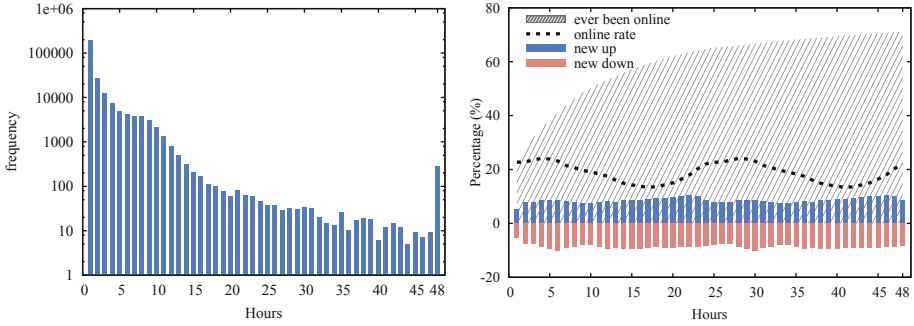 1e+06
100000
10000
1000
100
10
1
frequency
0 5 10 15 20 25 30 35 40 45 48
Hours
80
60
40
20
0
-20
Percentage (%)
ever been online
online rate
new up
new down
0 5 10 15 20 25 30 35 40 45 48
Hours